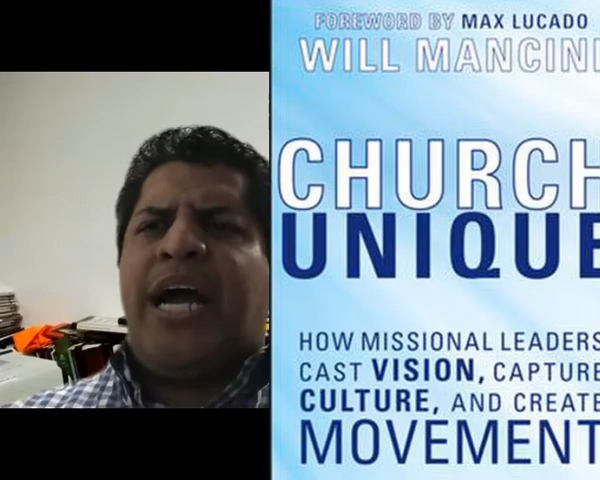 FOREWORD BY MAX LUCADO
WILL MANCINI
CHURCH
UNIQUE
HOW MISSIONAL LEADERS
CAST VISION, CAPTURE
CULTURE, AND CREATE
MOVEMENT